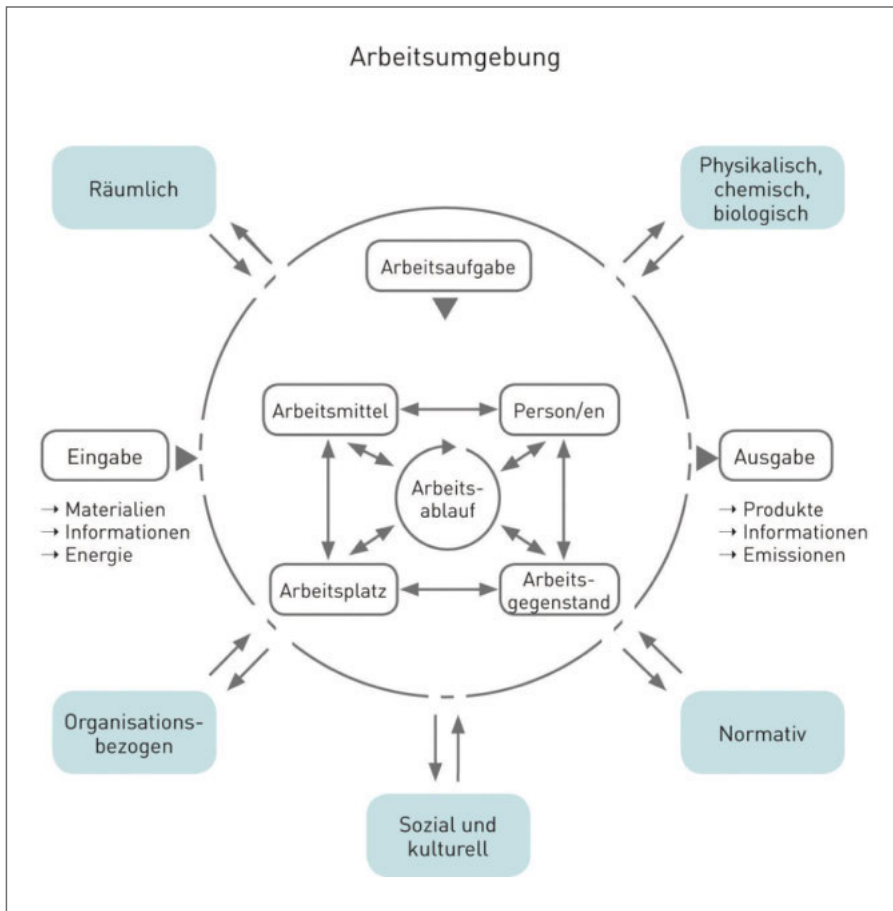 Arbeitsumgebung
Räumlich
Physikalisch,
chemisch,
biologisch
Arbeitsaufgabe
Arbeitsmittel
Person/en
Eingabe
→ Materialien
→ Informationen
→ Energie
Arbeits-
ablauf
Ausgabe
→ Produkte
→ Informationen
→ Emissionen
Arbeitsplatz
Arbeits-
gegenstand
Organisations-
bezogen
Normativ
Sozial und
kulturell